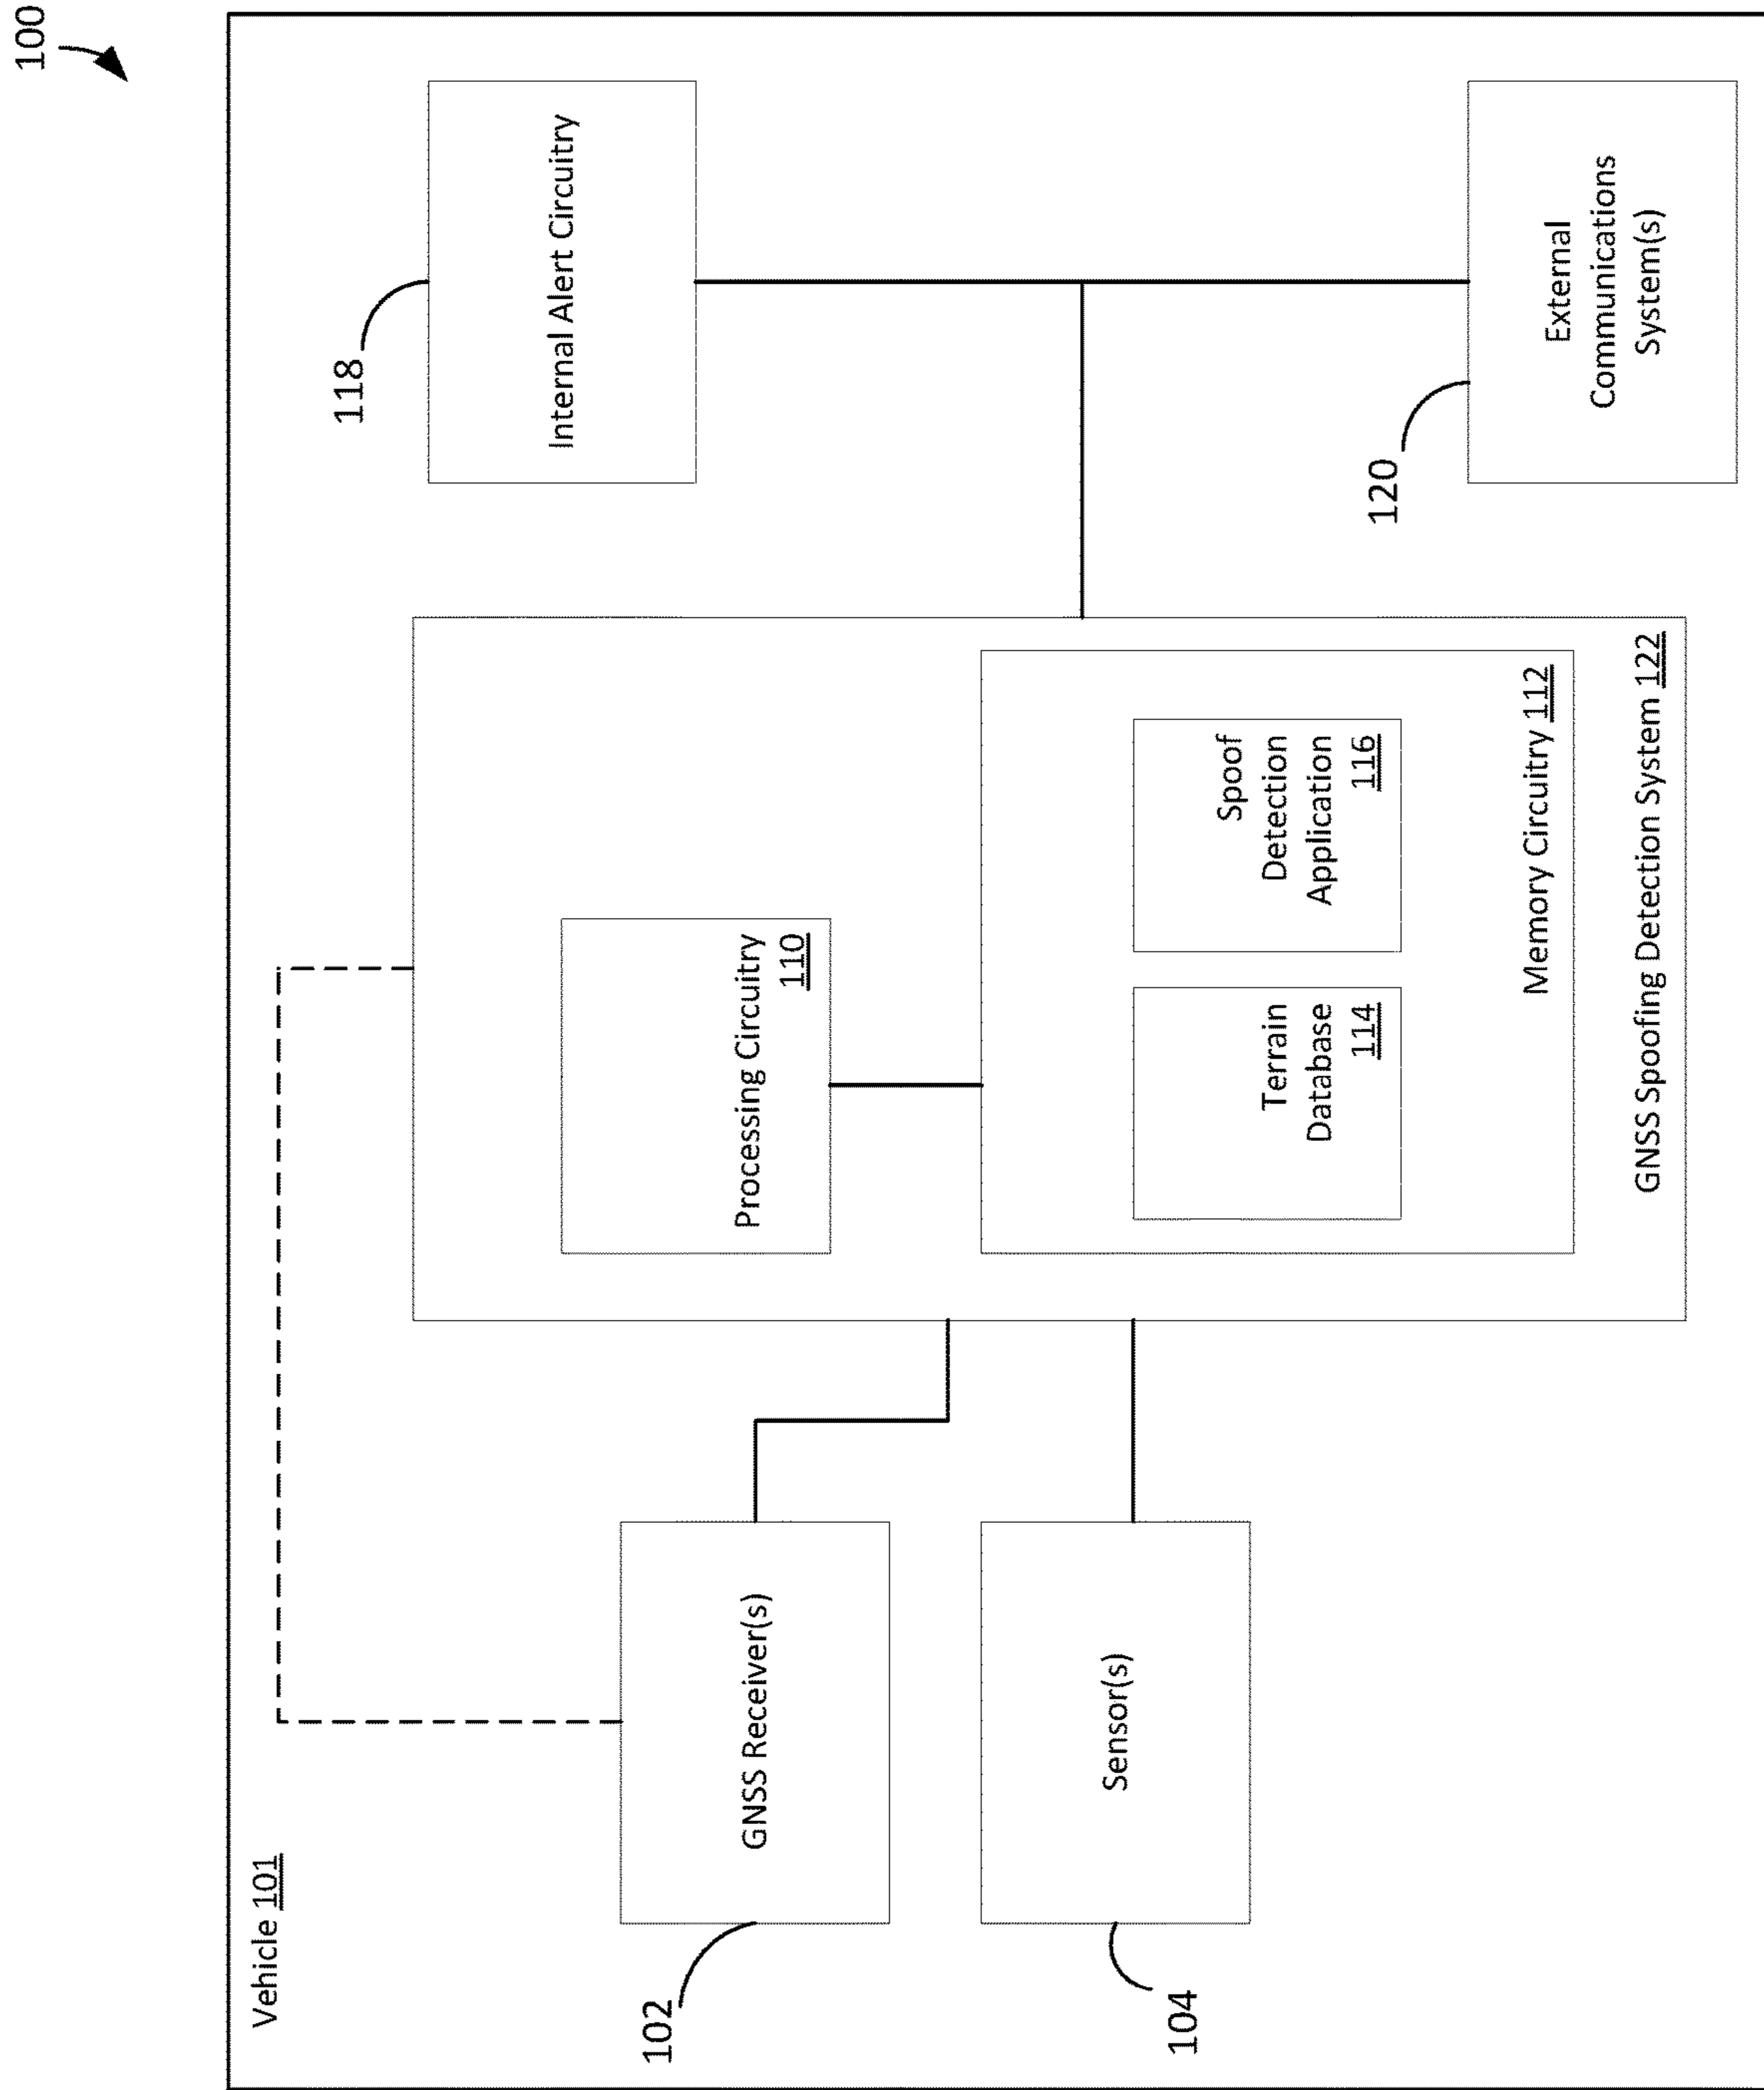 100
Vehicle 101
102
GNSS Receiver(s)
104
Sensor(s)
Processing Circuitry
110
Terrain
Database
114
Spoof
Detection
Application
116
Memory Circuitry 112
GNSS Spoofing Detection System 122
118
Internal Alert Circuitry
120
External
Communications
System(s)